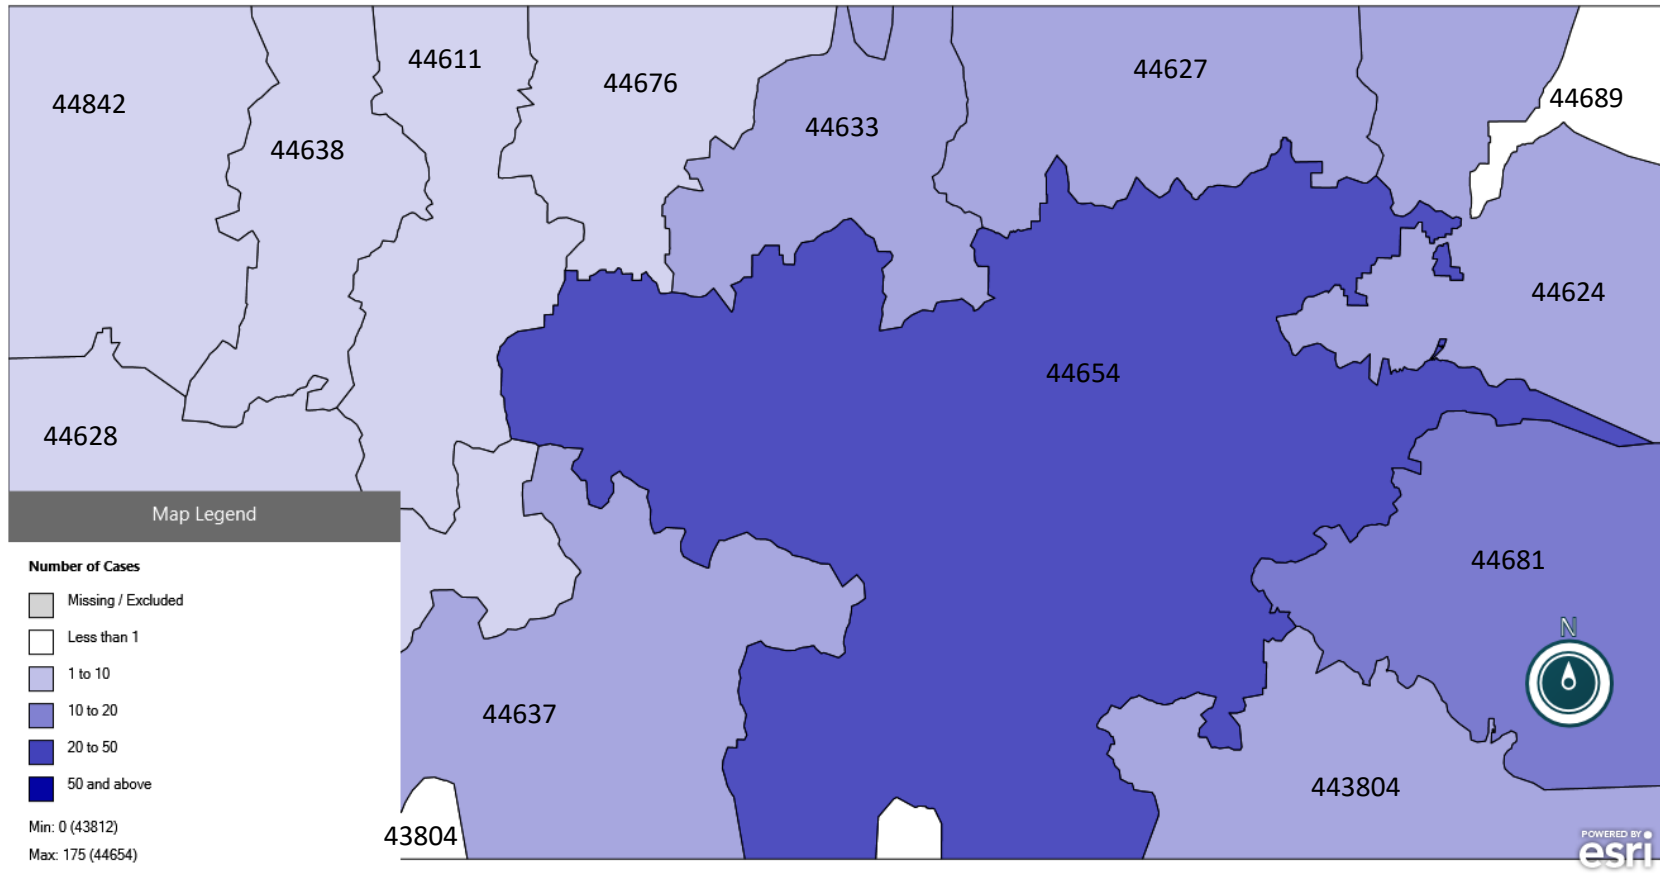 44611
44676
44627
44842
44689
44633
44638
44624
44654
44628
Map Legend
44681
Number of Cases
Missing / Excluded
Less than 1
N
1 to 10
10 to 20
44637
20 to 50
50 and above
443804
Min: 0 (43812)
43804
Max: 175 (44654)
POWERED BY
esri